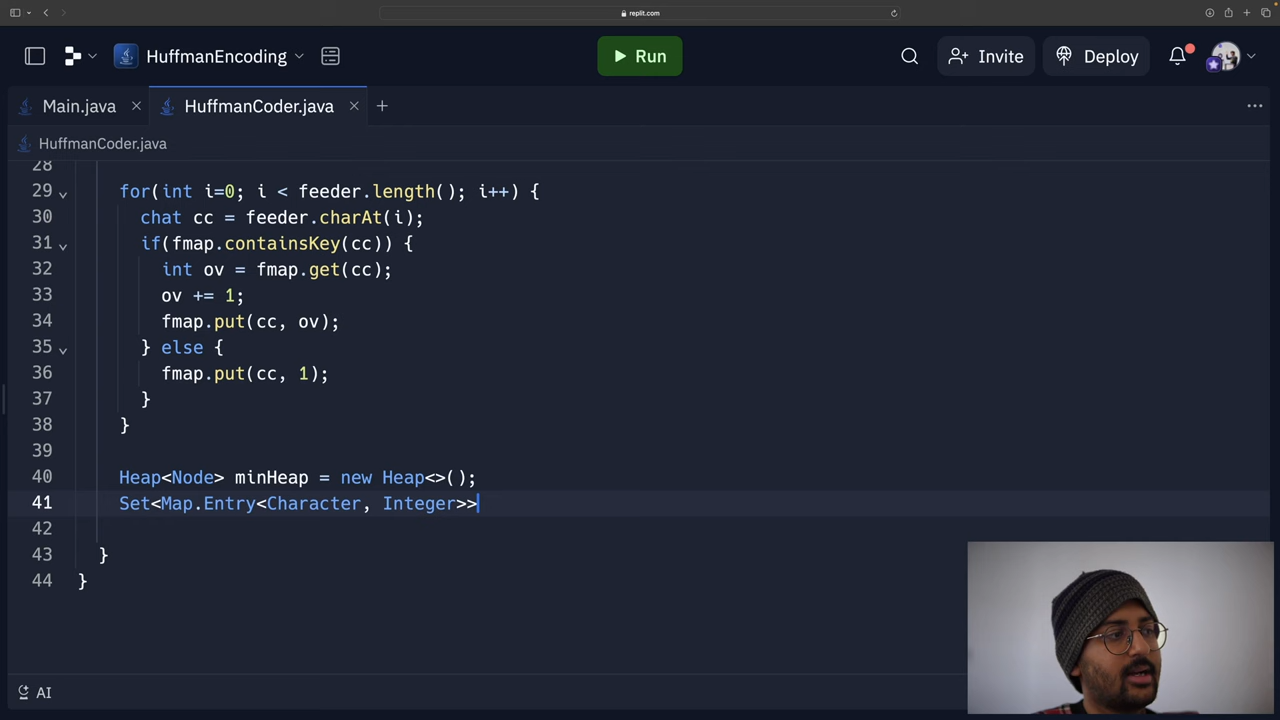 replit.com
HuffmanEncoding
Run
Invite
Deploy
Main.java
HuffmanCoder.java
HuffmanCoder.java
28
29 for(int i=0; i < feeder.length(); i++) {
30 chat cc = feeder.charAt(i);
31 if(fmap.containsKey(cc)) {
32 int ov = fmap.get(cc);
33 ov += 1;
34 fmap.put(cc, ov);
35 } else {
36 fmap.put(cc, 1);
37 }
38 }
39
40 Heap<Node> minHeap = new Heap<>();
41 Set<Map.Entry<Character, Integer>>
42
43 }
44 }
AI